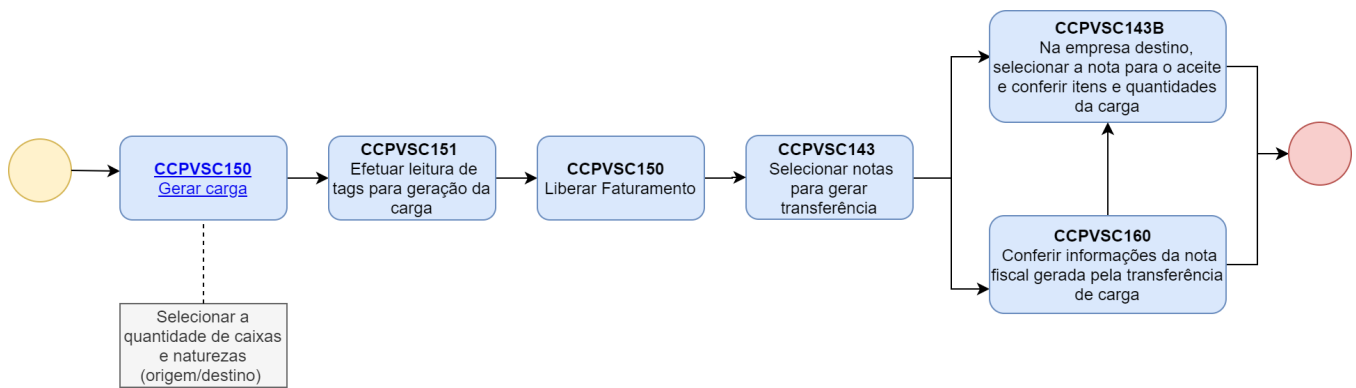 CCPVSC150
Gerar carga
Selecionar a
quantidade de caixas
e naturezas
(origem/destino)
CCPVSC151
Efetuar leitura de
tags para geração da
carga
CCPVSC150
Liberar Faturamento
CCPVSC143
Selecionar notas
para gerar
transferência
CCPVSC143B
Na empresa destino,
selecionar a nota para o aceite
e conferir itens e quantidades
da carga
CCPVSC160
Conferir informações da nota
fiscal gerada pela transferência
de carga